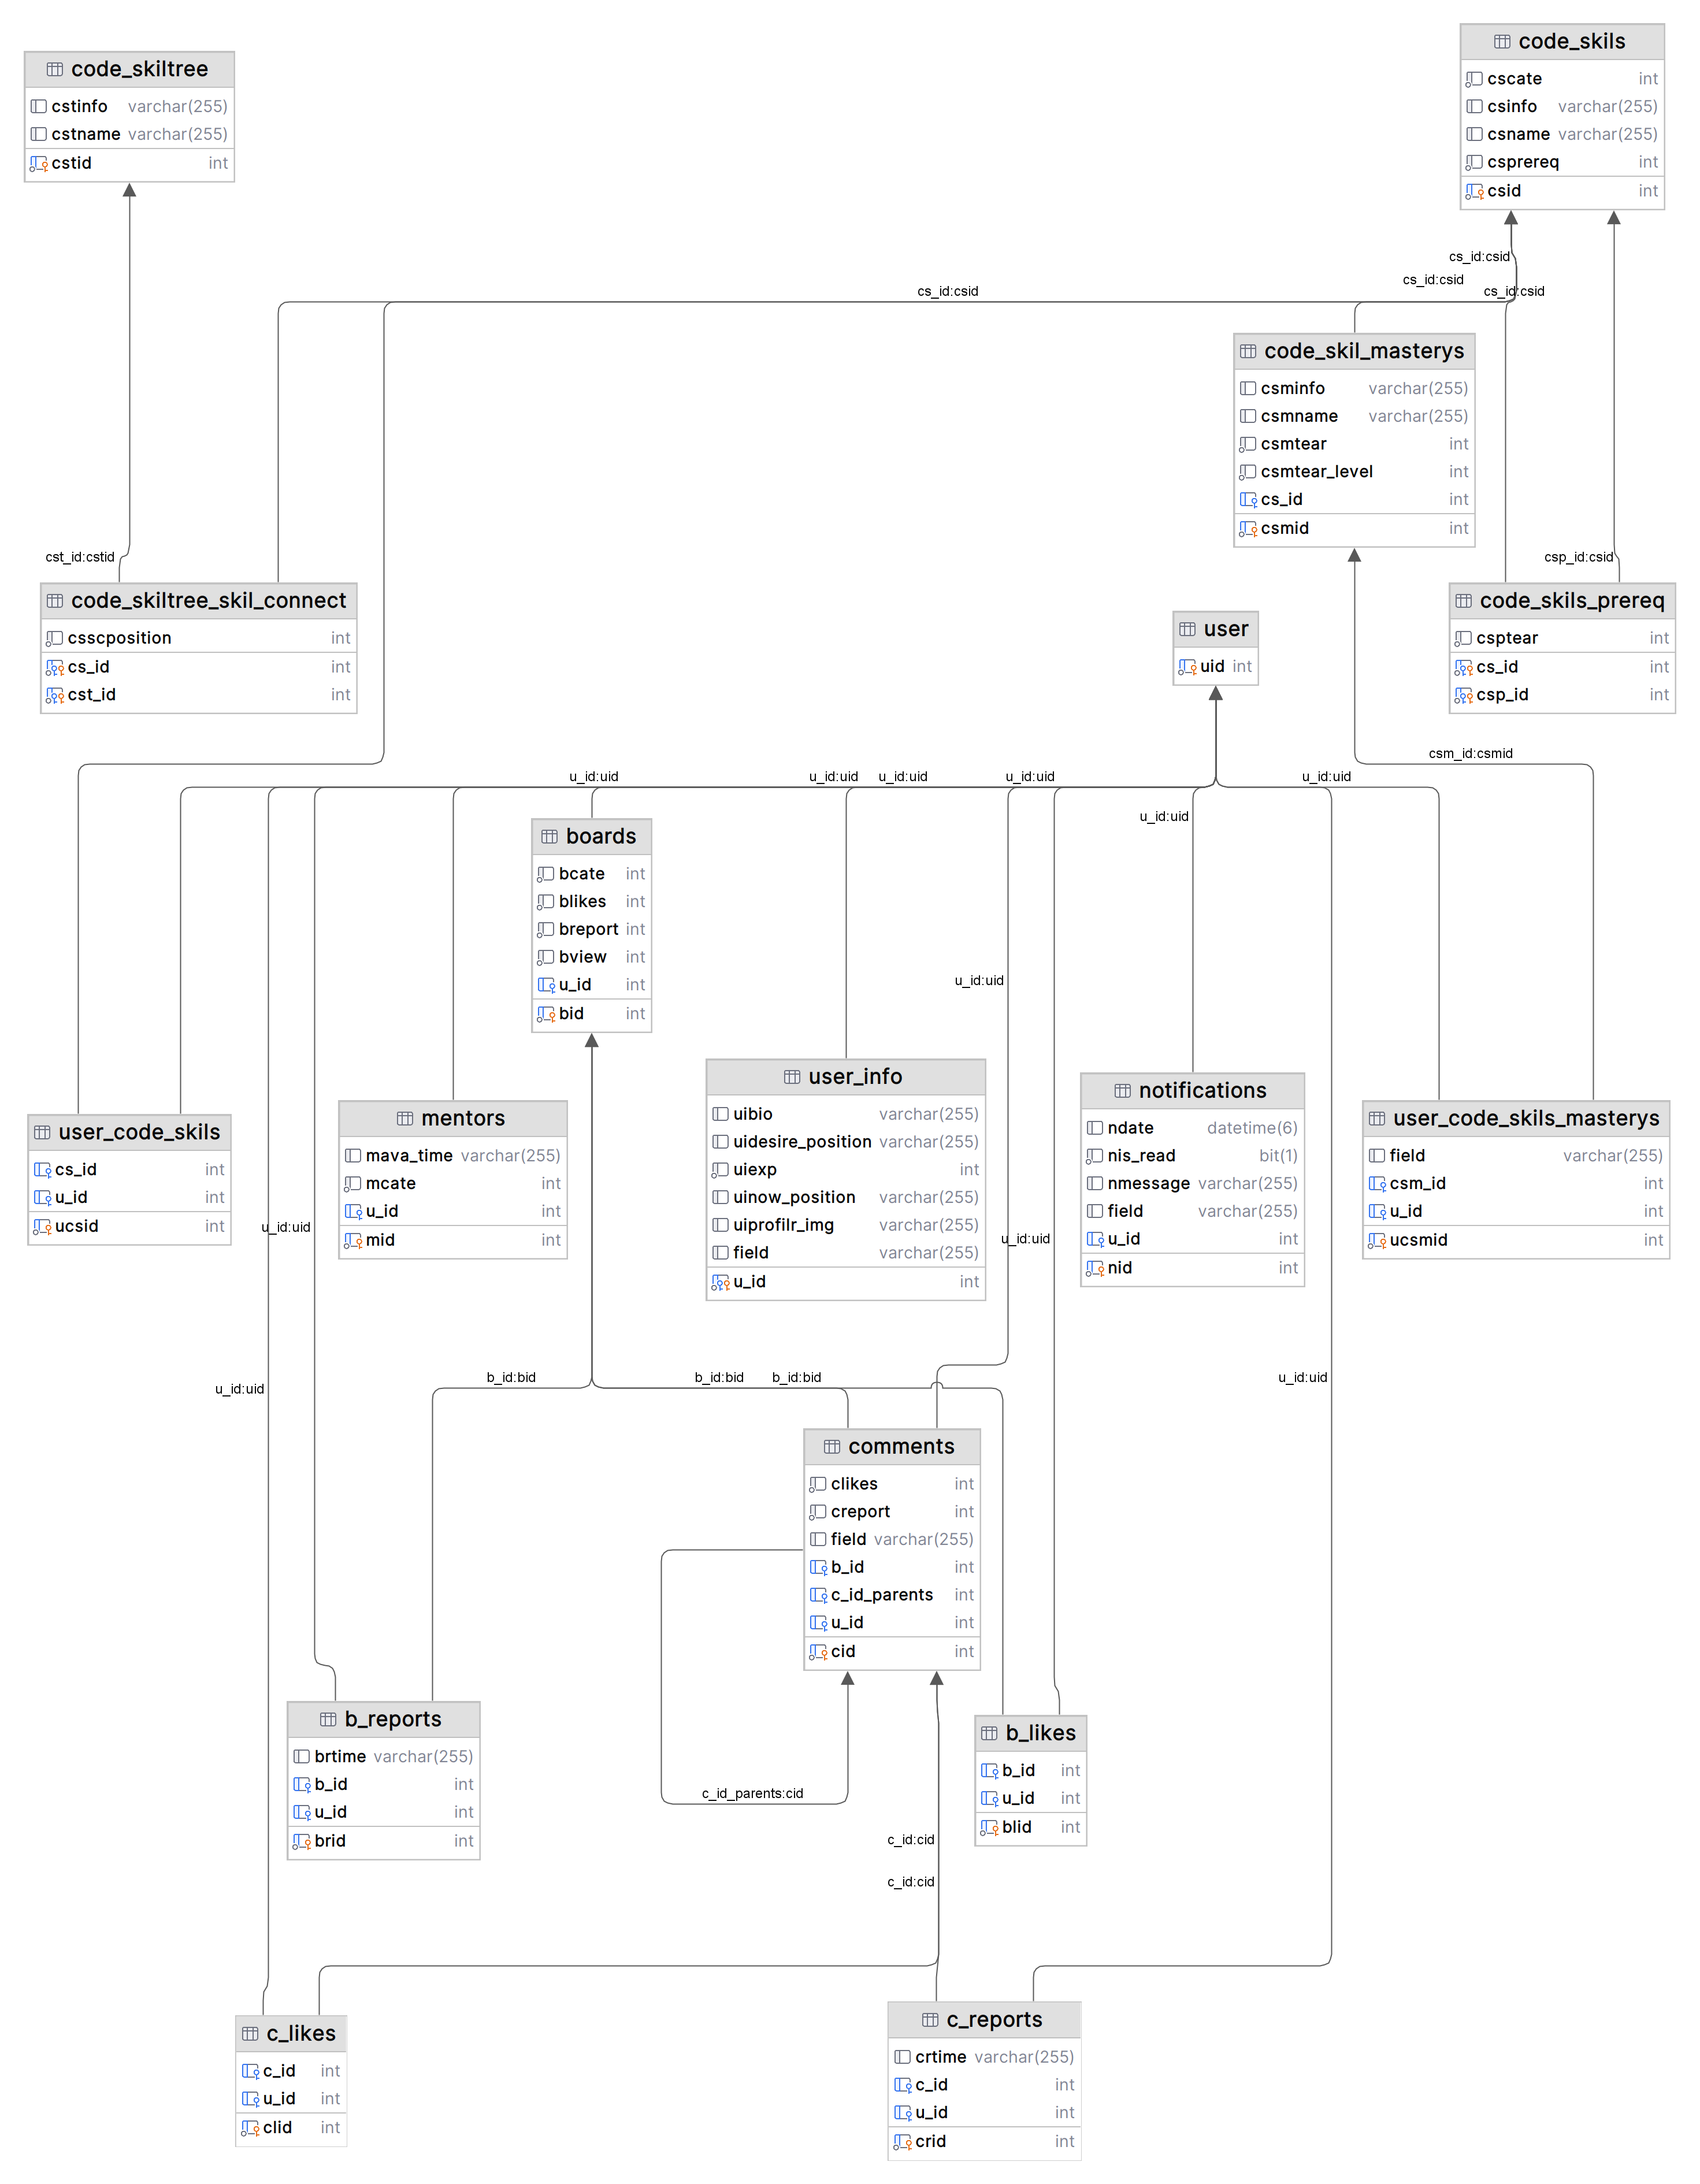 code_skiltree
cstinfo varchar(255)
cstname varchar(255)
cstid int
code_skils
cscate int
csinfo varchar(255)
csname varchar(255)
csprereq int
csid int
cs_id:csid
cs_id:csid
cs_id:csid
cs_id:csid
code_skil_masterys
csminfo varchar(255)
csmname varchar(255)
csmtear int
csmtear_level int
cs_id int
csmid int
cst_id:cstid
csp_id:csid
code_skiltree_skil_connect
csscposition int
cs_id int
cst_id int
user
uid int
code_skils_prereq
csptear int
cs_id int
csp_id int
csm_id:csmid
u_id:uid
u_id:uid
u_id:uid
u_id:uid
u_id:uid
u_id:uid
boards
bcate int
blikes int
breport int
bview int
u_id int
bid int
u_id:uid
user_code_skils
cs_id int
u_id int
ucsid int
mentors
mava_time varchar(255)
mcate int
u_id int
mid int
user_info
uibio varchar(255)
uidesire_position varchar(255)
uiexp int
uinow_position varchar(255)
uiprofilr_img varchar(255)
field varchar(255)
u_id int
notifications
ndate datetime(6)
nis_read bit(1)
nmessage varchar(255)
field varchar(255)
u_id int
nid int
user_code_skils_masterys
field varchar(255)
csm_id int
u_id int
ucsmid int
u_id:uid
u_id:uid
u_id:uid
b_id:bid
b_id:bid
b_id:bid
u_id:uid
comments
clikes int
creport int
field varchar(255)
b_id int
c_id_parents int
u_id int
cid int
b_reports
brtime varchar(255)
b_id int
u_id int
brid int
c_id_parents:cid
b_likes
b_id int
u_id int
blid int
c_id:cid
c_id:cid
c_likes
c_id int
u_id int
clid int
c_reports
crtime varchar(255)
c_id int
u_id int
crid int